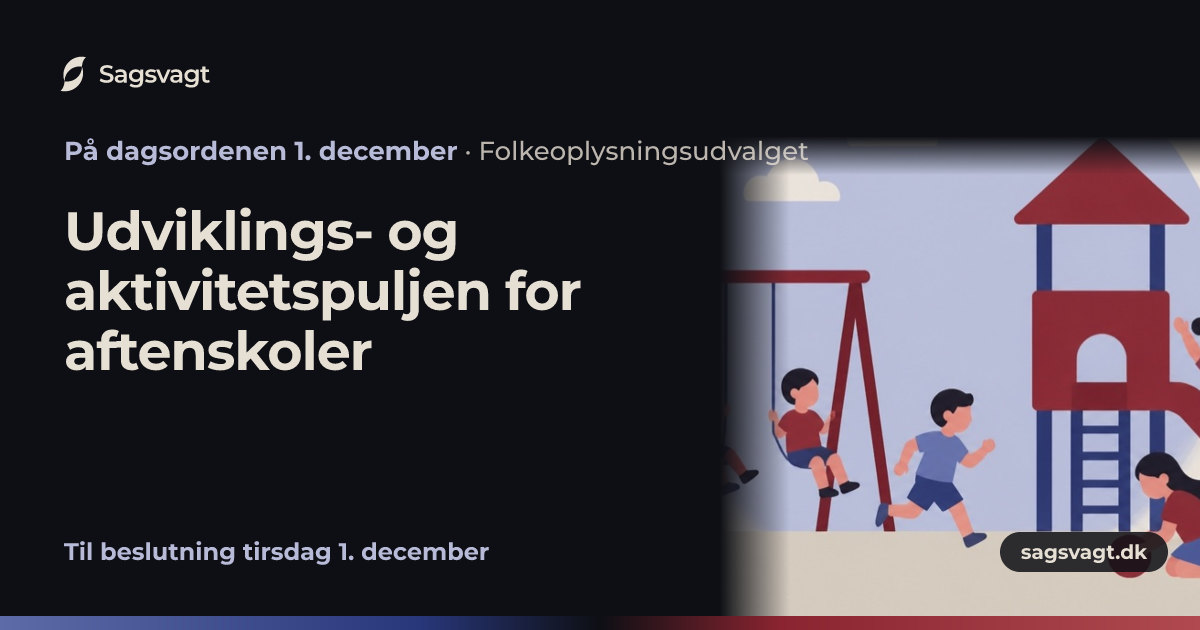 Sagsvagt
På dagsordenen 1. december · Folkeoplysningsudvalget
Udviklings- og
aktivitetspuljen for
aftenskoler
Til beslutning tirsdag 1. december
sagsvagt.dk